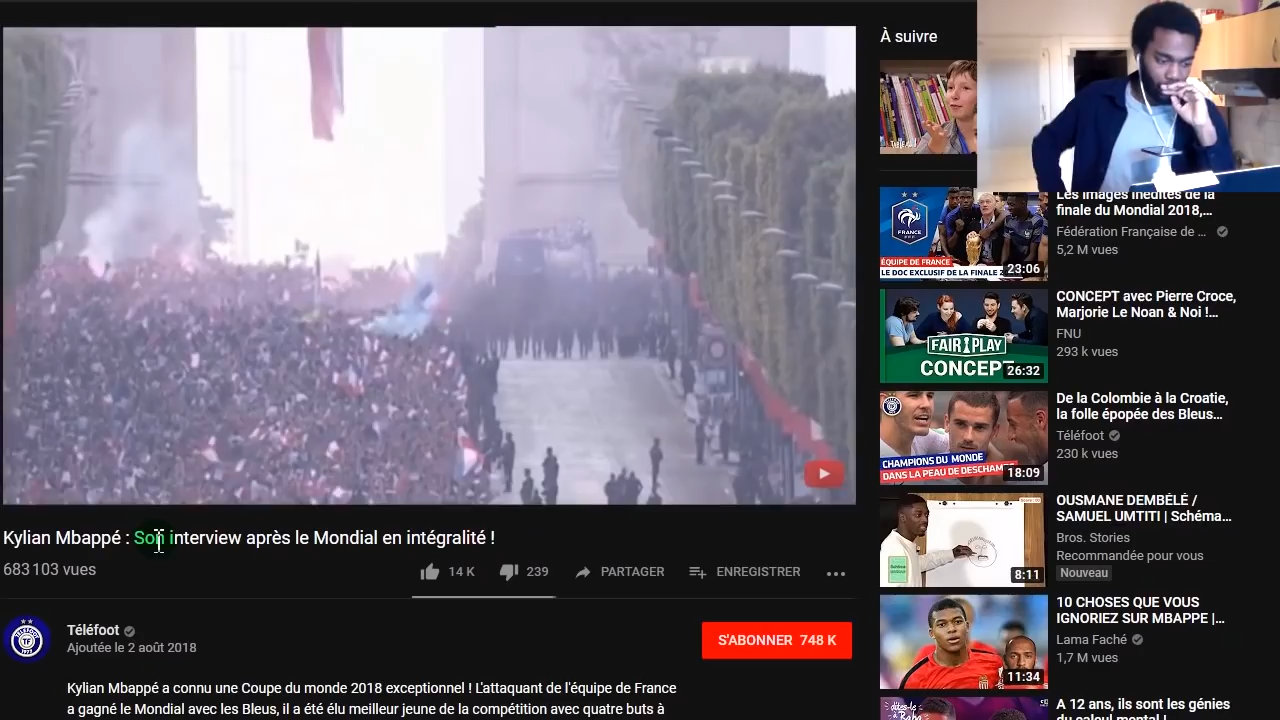 À suivre
Les images inédites de la
finale du Mondial 2018,...
Fédération Française de ...
5,2 M vues
FRANCE
ÉQUIPE DE FRANCE
LE DOC EXCLUSIF DE LA FINALE 2
23:06
CONCEPT avec Pierre Croce,
Marjorie Le Noan & Noi !...
FNU
293 k vues
FAIR PLAY
CONCEPT
26:32
De la Colombie à la Croatie,
la folle épopée des Bleus...
Téléfoot
230 k vues
CHAMPIONS DU MONDE
DANS LA PEAU DE DESCHAMPS
18:09
Kylian Mbappé : Son interview après le Mondial en intégralité !
683 103 vues
14 K
239
PARTAGER
ENREGISTRER
OUSMANE DEMBÉLÉ /
SAMUEL UMTITI | Schéma...
Bros. Stories
Recommandée pour vous
Nouveau
8:11
Téléfoot
Ajoutée le 2 août 2018
S'ABONNER 748 K
10 CHOSES QUE VOUS
IGNORIEZ SUR MBAPPE |...
Lama Faché
1,7 M vues
11:34
Kylian Mbappé a connu une Coupe du monde 2018 exceptionnel ! L'attaquant de l'équipe de France
a gagné le Mondial avec les Bleus, il a été élu meilleur jeune de la compétition avec quatre buts à
A 12 ans, ils sont les génies
du calcul mental !